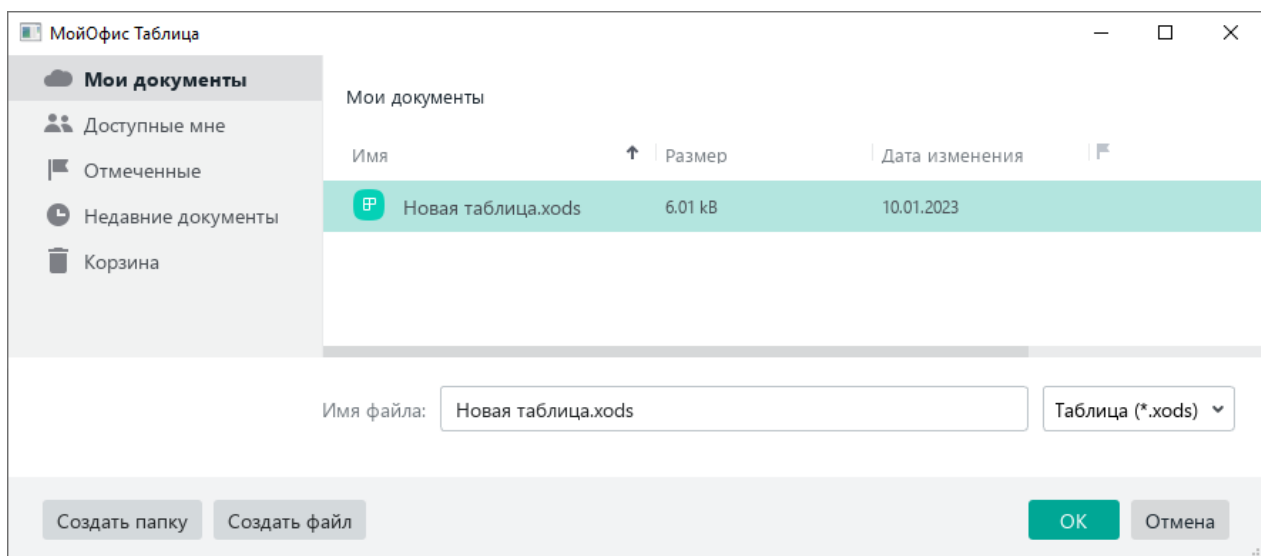 МойОфис Таблица
Мои документы
Доступные мне
Отмеченные
Недавние документы
Корзина
Мои документы
Имя Размер Дата изменения
Новая таблица.xods 6.01 kB 10.01.2023
Имя файла: Новая таблица.xods Таблица (*.xods)
Создать папку Создать файл OK Отмена